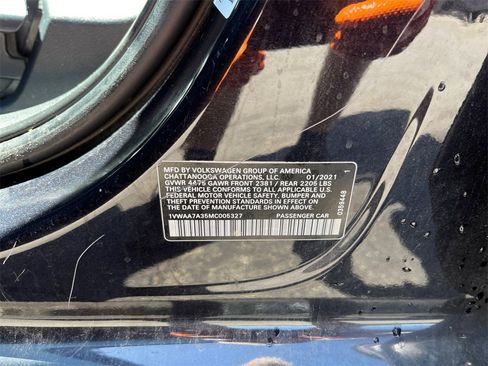 MFD BY VOLKSWAGEN GROUP OF AMERICA
CHATTANOOGA OPERATIONS, LLC. 01/2021 1
GVWR 4475 GAWR FRONT 2381 / REAR 2205 LBS
THIS VEHICLE CONFORMS TO ALL APPLICABLE U.S.
FEDERAL MOTOR VEHICLE SAFETY, BUMPER AND
THEFT PREVENTION STANDARDS IN EFFECT ON
THE DATE OF MANUFACTURE SHOWN ABOVE.
1VWAA7A35MC005327 PASSENGER CAR